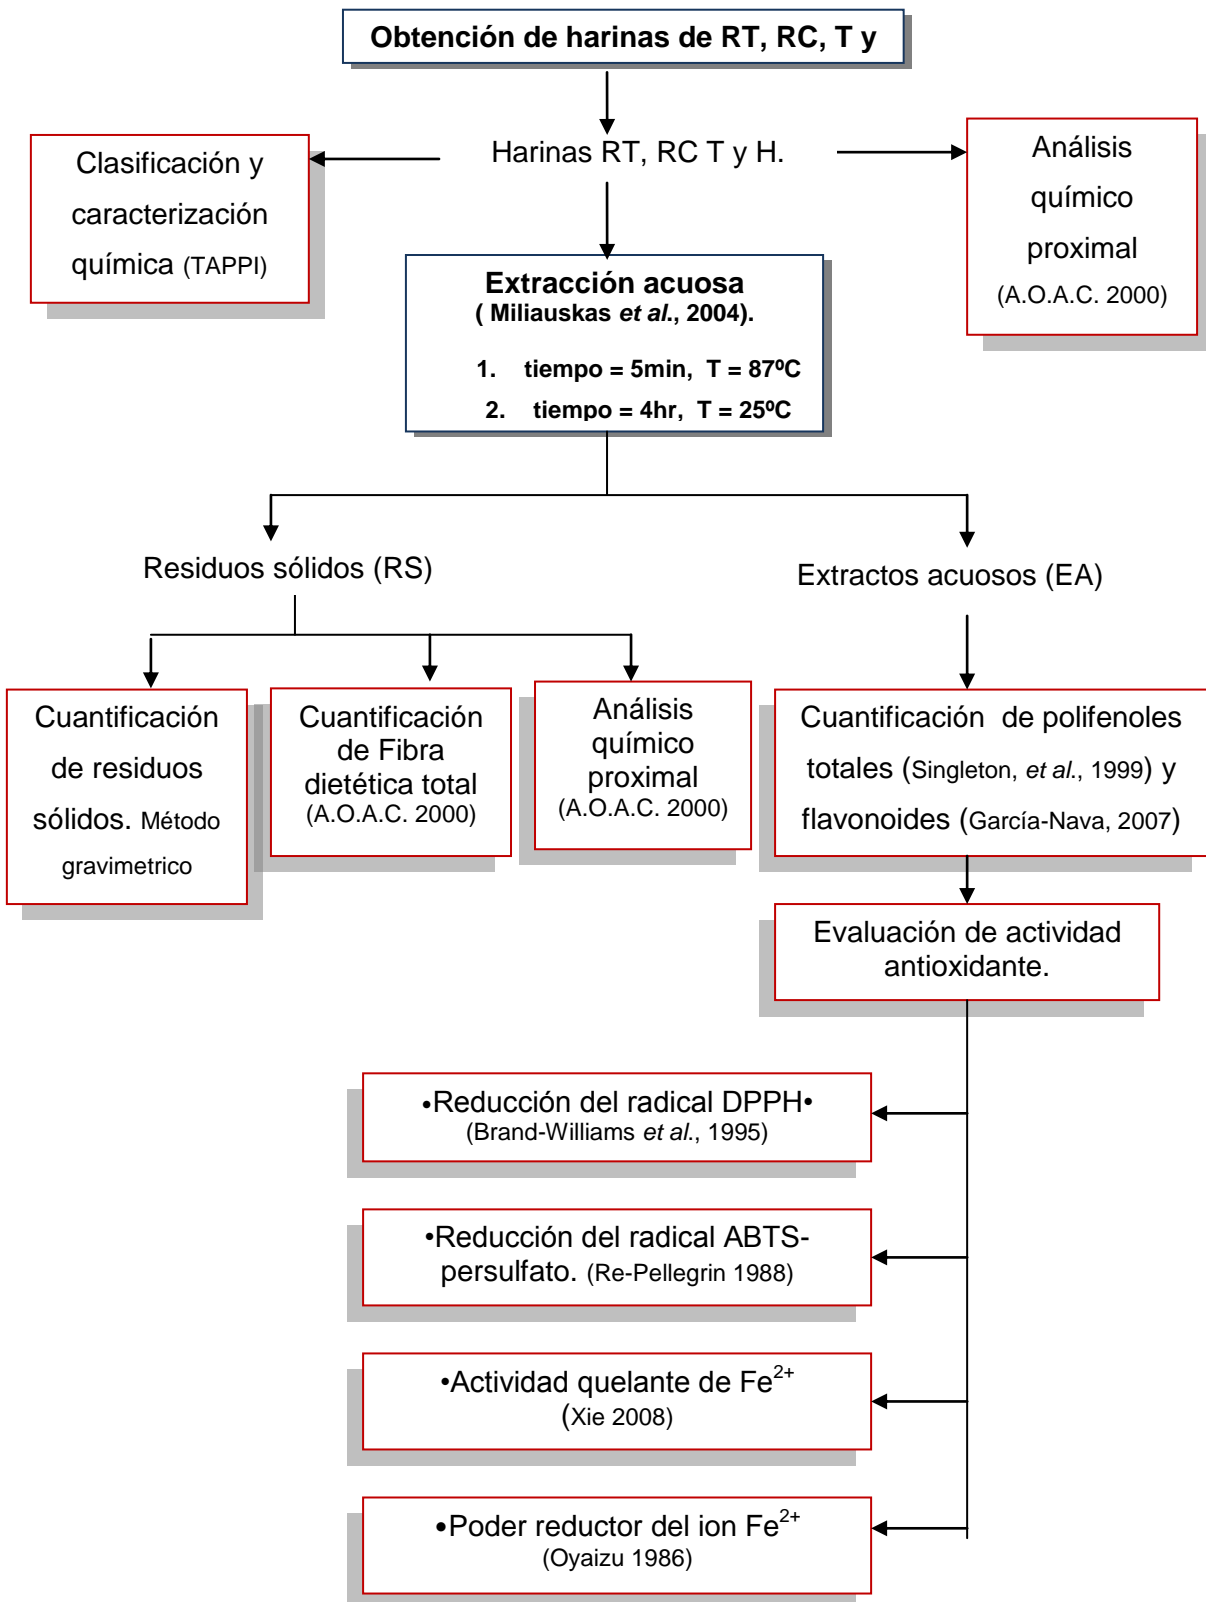 Obtención de harinas de RT, RC, T y
Harinas RT, RC T y H.
Clasificación y
caracterización
química (TAPPI)
Análisis
químico
proximal
(A.O.A.C. 2000)
Extracción acuosa
( Miliauskas et al., 2004).
1. tiempo = 5min, T = 87ºC
2. tiempo = 4hr, T = 25ºC
Residuos sólidos (RS)
Extractos acuosos (EA)
Cuantificación
de residuos
sólidos. Método
gravimetrico
Cuantificación
de Fibra
dietética total
(A.O.A.C. 2000)
Análisis
químico
proximal
(A.O.A.C. 2000)
Cuantificación de polifenoles
totales (Singleton, et al., 1999) y
flavonoides (García-Nava, 2007)
Evaluación de actividad
antioxidante.
•Reducción del radical DPPH•
(Brand-Williams et al., 1995)
•Reducción del radical ABTS-
persulfato. (Re-Pellegrin 1988)
•Actividad quelante de Fe²⁺
(Xie 2008)
•Poder reductor del ion Fe²⁺
(Oyaizu 1986)